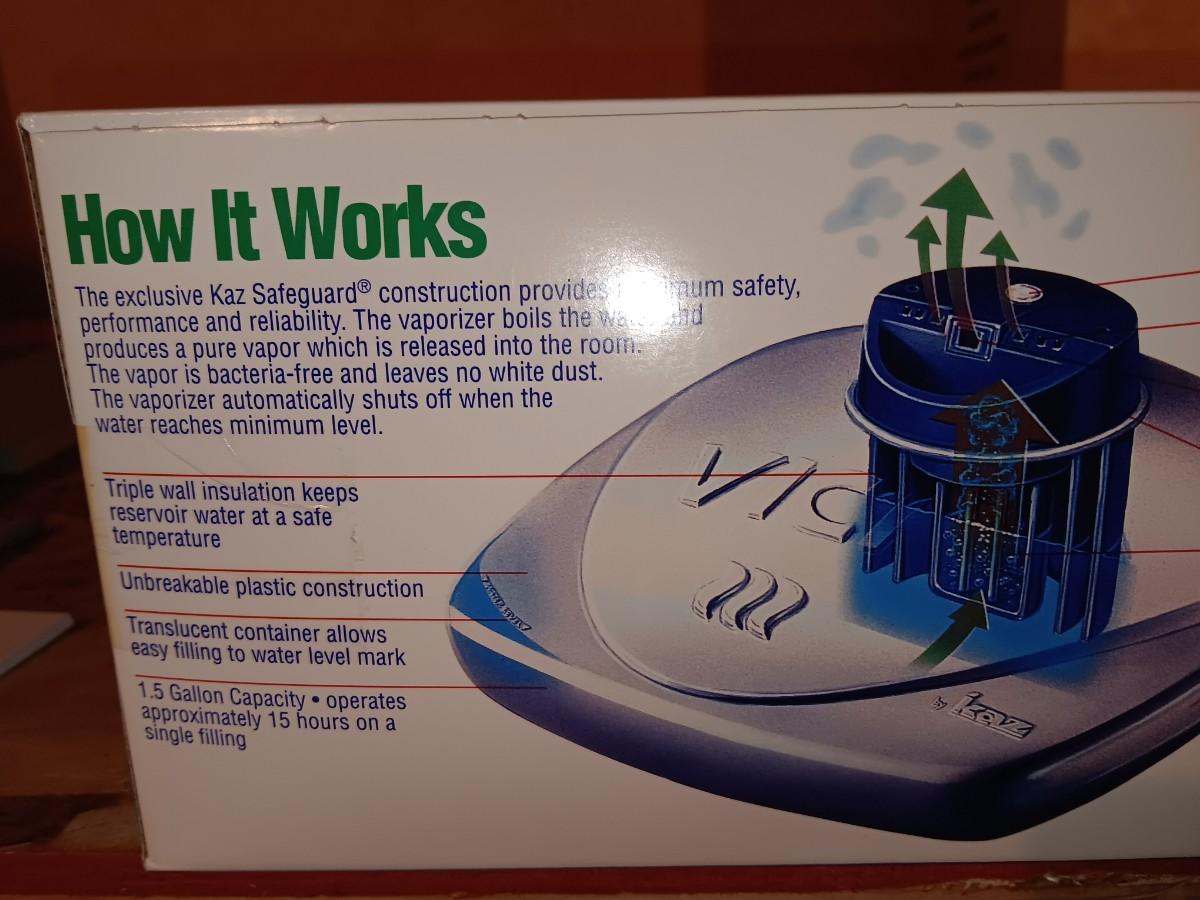 How It Works
The exclusive Kaz Safeguard® construction provides safety,
performance and reliability. The vaporizer boils the water and
produces a pure vapor which is released into the room.
The vapor is bacteria-free and leaves no white dust.
The vaporizer automatically shuts off when the
water reaches minimum level.
Triple wall insulation keeps
reservoir water at a safe
temperature
Unbreakable plastic construction
Translucent container allows
easy filling to water level mark
1.5 Gallon Capacity • operates
approximately 15 hours on a
single filling
VIC
by Kaz